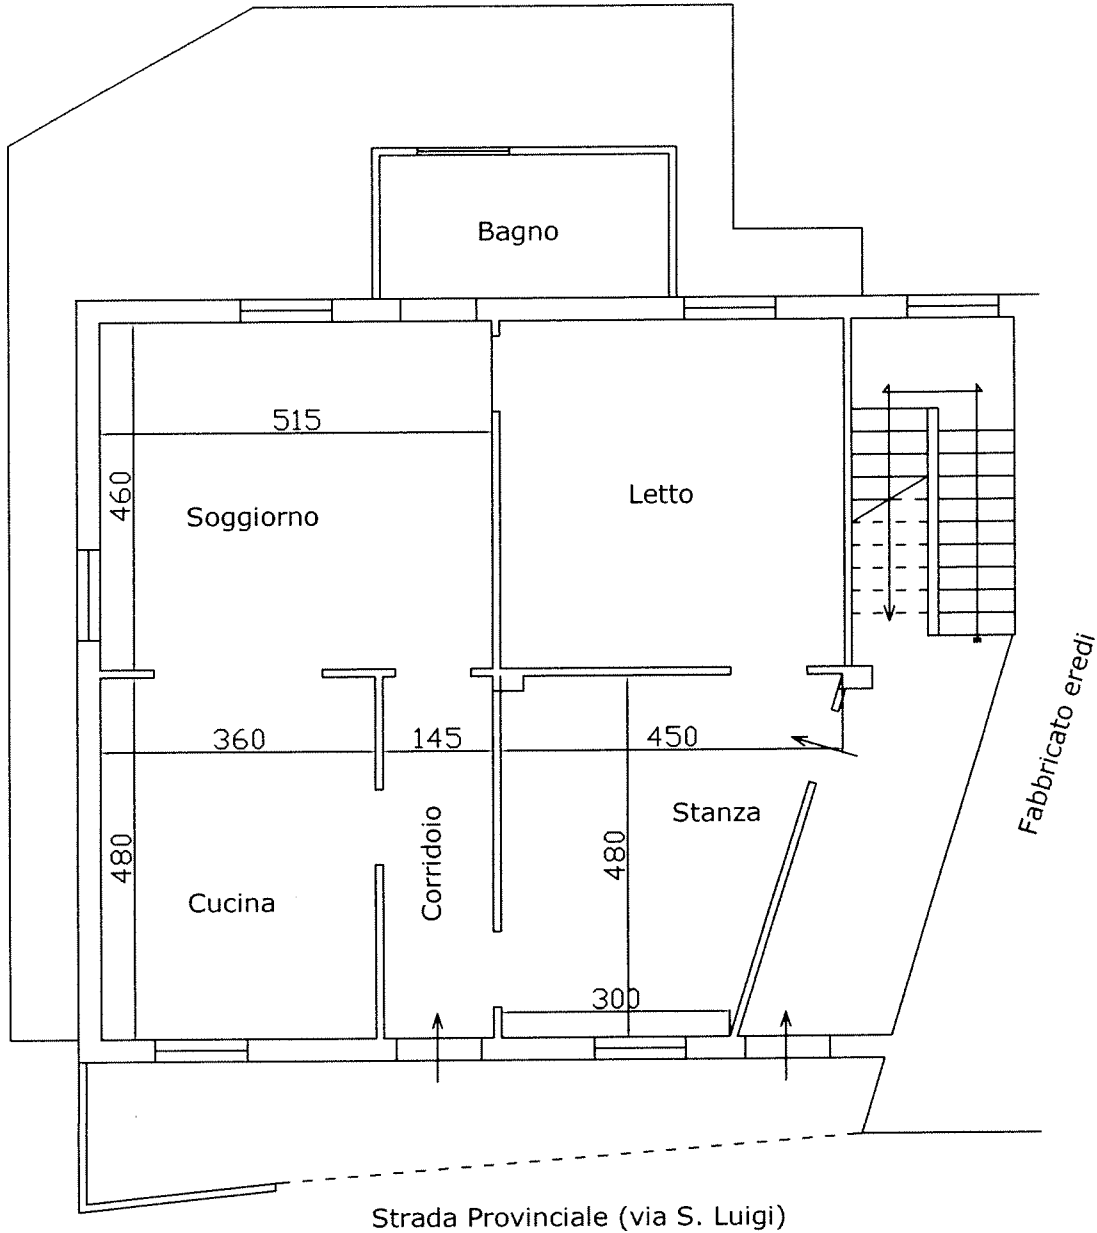 Bagno
515
460
Soggiorno
Letto
Fabbricato eredi
360
145
450
Stanza
480
Corridoio
480
Cucina
300
Strada Provinciale (via S. Luigi)